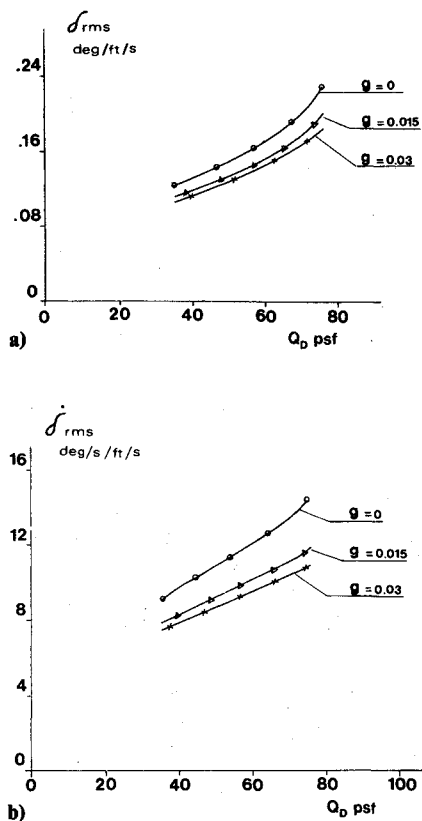 δrms
deg/ft/s
.24
g = 0
g = 0.015
.16
g = 0.03
.08
0
0 20 40 60 80
QD psf
a)
δ̇rms
deg/s/ft/s
16
12
g = 0
g = 0.015
8
g = 0.03
4
0
0 20 40 60 80 100
QD psf
b)